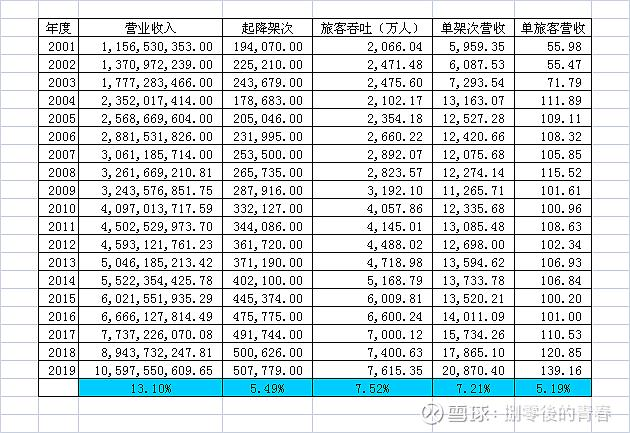 年度 营业收入 起降架次 旅客吞吐（万人） 单架次营收 单旅客营收
2001 1,156,530,353.00 194,070.00 2,066.04 5,959.35 55.98
2002 1,370,972,239.00 225,210.00 2,471.48 6,087.53 55.47
2003 1,777,283,466.00 243,679.00 2,475.60 7,293.54 71.79
2004 2,352,017,414.00 178,683.00 2,102.17 13,163.07 111.89
2005 2,568,669,604.00 205,046.00 2,354.18 12,527.28 109.11
2006 2,881,531,826.00 231,995.00 2,660.22 12,420.66 108.32
2007 3,061,185,714.00 253,500.00 2,892.07 12,075.68 105.85
2008 3,261,669,210.81 265,735.00 2,823.57 12,274.14 115.52
2009 3,243,576,851.75 287,916.00 3,192.10 11,265.71 101.61
2010 4,097,013,717.59 332,127.00 4,057.86 12,335.68 100.96
2011 4,502,529,973.70 344,086.00 4,145.01 13,085.48 108.63
2012 4,593,121,761.23 361,720.00 4,488.02 12,698.00 102.34
2013 5,046,185,213.42 371,190.00 4,718.98 13,594.62 106.93
2014 5,522,354,425.78 402,100.00 5,168.79 13,733.78 106.84
2015 6,021,551,935.29 445,374.00 6,009.81 13,520.21 100.20
2016 6,666,127,814.49 475,775.00 6,600.24 14,011.09 101.00
2017 7,737,226,070.08 491,744.00 7,000.12 15,734.26 110.53
2018 8,943,732,247.81 500,626.00 7,400.63 17,865.10 120.85
2019 10,597,550,609.65 507,779.00 7,615.35 20,870.40 139.16
13.10% 5.49% 7.52% 7.21% 5.19%
雪球：捌零後的青春